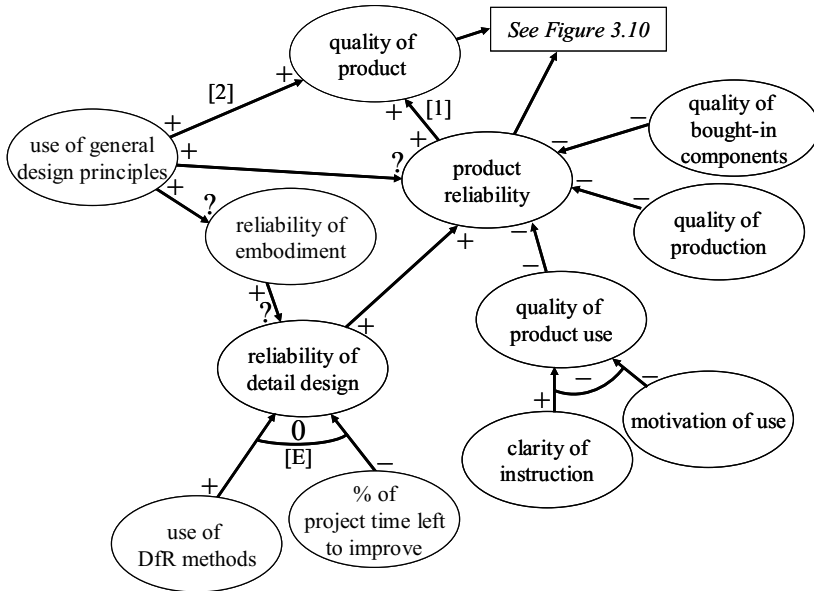 quality of
product
See Figure 3.10
+
[2]
+
+
[1]
+
use of general
design principles
+
+
+
?
product
reliability
?
reliability of
embodiment
−
−
quality of
bought-in
components
−
−
quality of
production
+
−
−
quality of
product use
+
?
+
reliability of
detail design
−
+
−
clarity of
instruction
motivation of use
0
[E]
+
−
use of
DfR methods
% of
project time left
to improve